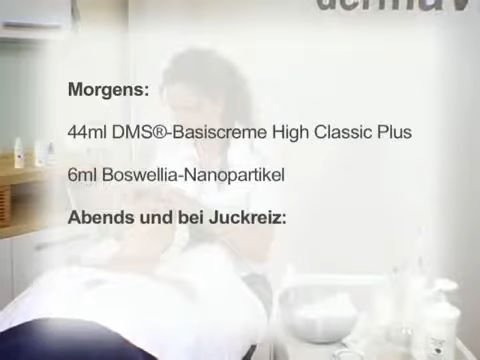 Morgens:
44ml DMS®-Basiscreme High Classic Plus
6ml Boswellia-Nanopartikel
Abends und bei Juckreiz: